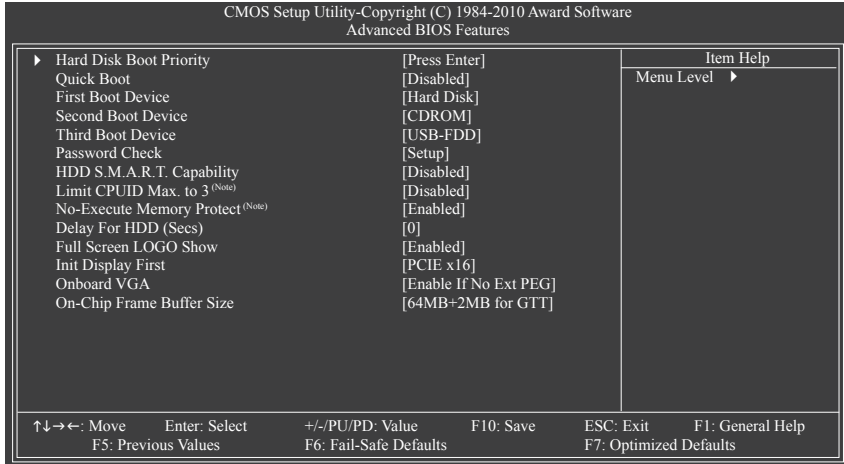 CMOS Setup Utility-Copyright (C) 1984-2010 Award Software
Advanced BIOS Features
Hard Disk Boot Priority [Press Enter]
Quick Boot [Disabled]
First Boot Device [Hard Disk]
Second Boot Device [CDROM]
Third Boot Device [USB-FDD]
Password Check [Setup]
HDD S.M.A.R.T. Capability [Disabled]
Limit CPUID Max. to 3 (Note) [Disabled]
No-Execute Memory Protect (Note) [Enabled]
Delay For HDD (Secs) [0]
Full Screen LOGO Show [Enabled]
Init Display First [PCIE x16]
Onboard VGA [Enable If No Ext PEG]
On-Chip Frame Buffer Size [64MB+2MB for GTT]
Item Help
Menu Level
↑↓→←: Move Enter: Select +/-/PU/PD: Value F10: Save ESC: Exit F1: General Help
F5: Previous Values F6: Fail-Safe Defaults F7: Optimized Defaults